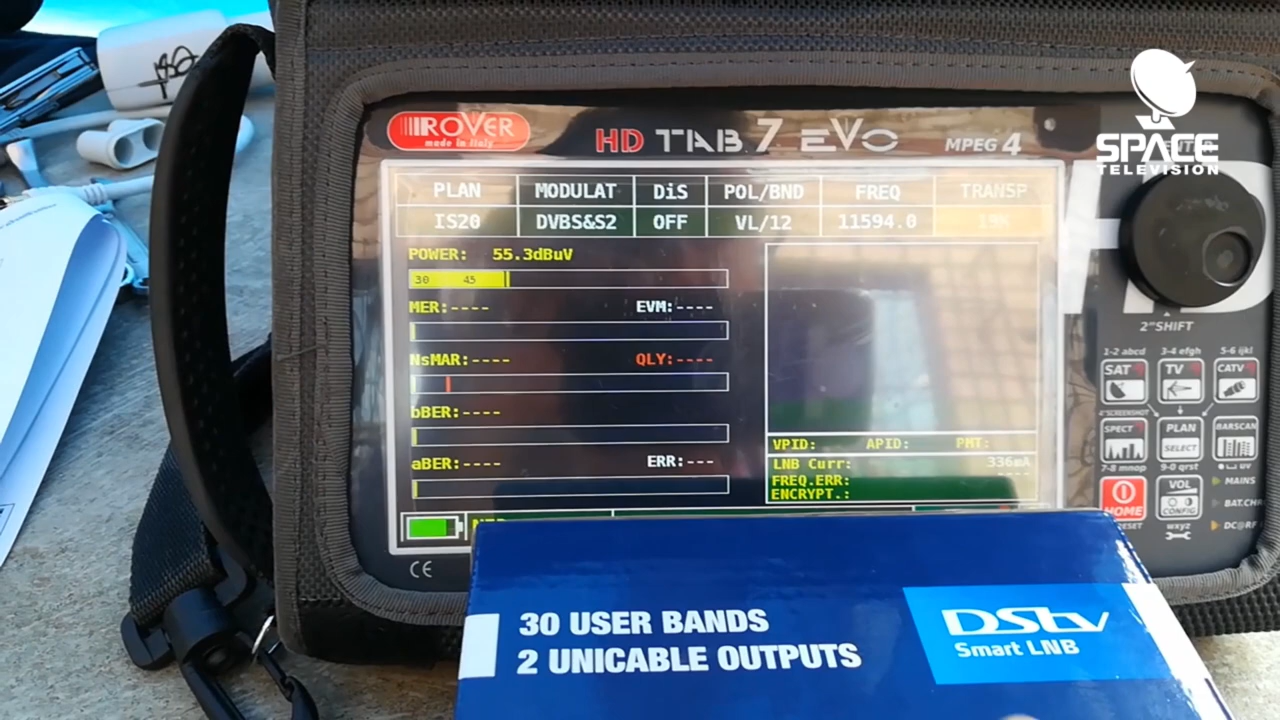 SPACE
TELEVISION
ROVER
made in Italy
HD TAB 7 EVO
MPEG 4
PLAN MODULAT DiS POL/BND FREQ TRANSP
IS20 DVBS&S2 OFF VL/12 11594.0
POWER: 55.3dBuV
30 45
MER:---- EVM:----
NsMAR:---- QLY:----
bBER:----
aBER:---- ERR:---
VPID: APID: PMT:
LNB Curr: 336mA
FREQ.ERR: ----
ENCRYPT.:
2"SHIFT
1-2 abcd 3-4 efgh 5-6 ijkl
SAT TV CATV
4"SCREENSHOT
SPECT PLAN BARSCAN
SELECT
7-8 mnop 9-0 qrst
HOME VOL
CONFIG
MAINS
wxyz
CE
30 USER BANDS
2 UNICABLE OUTPUTS
DStv
Smart LNB